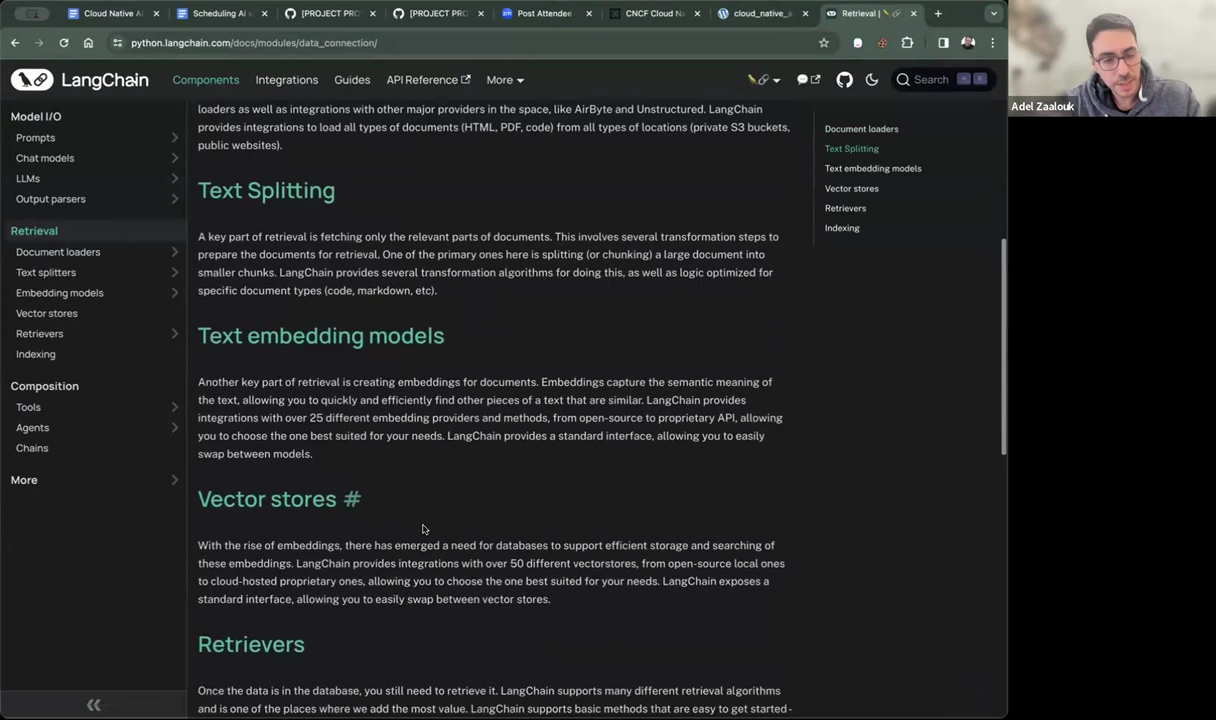 Cloud Native AI
Scheduling AI
[PROJECT PRO
[PROJECT PRO
Post Attendee
CNCF Cloud N
cloud_native_
Retrieval |
python.langchain.com/docs/modules/data_connection/
LangChain
Components
Integrations
Guides
API Reference
More
Search
K
Adel Zaalouk
Model I/O
Prompts
Chat models
LLMs
Output parsers
Retrieval
Document loaders
Text splitters
Embedding models
Vector stores
Retrievers
Indexing
Composition
Tools
Agents
Chains
More
loaders as well as integrations with other major providers in the space, like AirByte and Unstructured. LangChain
provides integrations to load all types of documents (HTML, PDF, code) from all types of locations (private S3 buckets,
public websites).
Text Splitting
A key part of retrieval is fetching only the relevant parts of documents. This involves several transformation steps to
prepare the documents for retrieval. One of the primary ones here is splitting (or chunking) a large document into
smaller chunks. LangChain provides several transformation algorithms for doing this, as well as logic optimized for
specific document types (code, markdown, etc).
Text embedding models
Another key part of retrieval is creating embeddings for documents. Embeddings capture the semantic meaning of
the text, allowing you to quickly and efficiently find other pieces of a text that are similar. LangChain provides
integrations with over 25 different embedding providers and methods, from open-source to proprietary API, allowing
you to choose the one best suited for your needs. LangChain provides a standard interface, allowing you to easily
swap between models.
Vector stores #
With the rise of embeddings, there has emerged a need for databases to support efficient storage and searching of
these embeddings. LangChain provides integrations with over 50 different vectorstores, from open-source local ones
to cloud-hosted proprietary ones, allowing you to choose the one best suited for your needs. LangChain exposes a
standard interface, allowing you to easily swap between vector stores.
Retrievers
Once the data is in the database, you still need to retrieve it. LangChain supports many different retrieval algorithms
and is one of the places where we add the most value. LangChain supports basic methods that are easy to get started -
Document loaders
Text Splitting
Text embedding models
Vector stores
Retrievers
Indexing